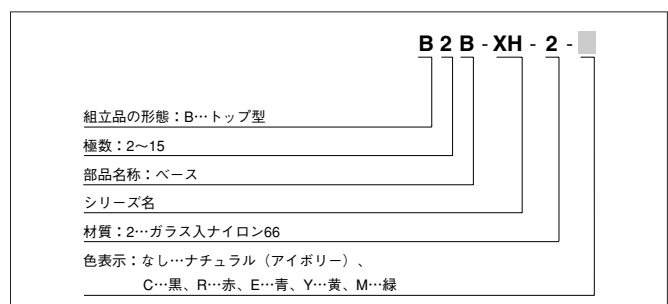 B 2 B - XH - 2 -
組立品の形態：B…トップ型
極数：2～15
部品名称：ベース
シリーズ名
材質：2…ガラス入ナイロン66
色表示：なし…ナチュラル（アイボリー）、
C…黒、R…赤、E…青、Y…黄、M…緑